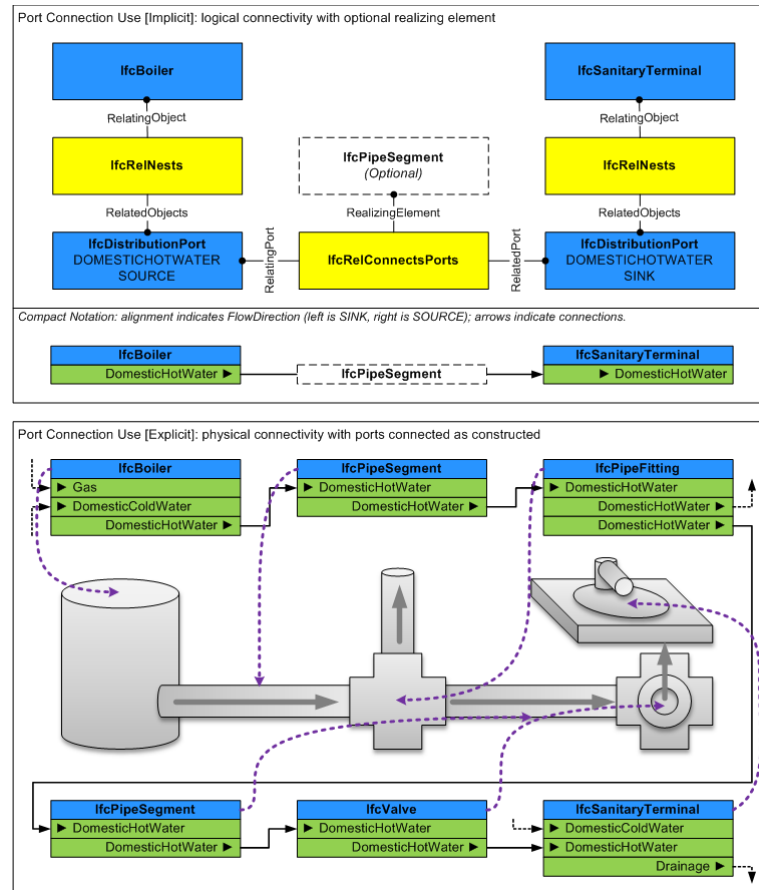 Port Connection Use [Implicit]: logical connectivity with optional realizing element
IfcBoiler
IfcSanitaryTerminal
RelatingObject
RelatingObject
IfcRelNests
IfcPipeSegment
(Optional)
IfcRelNests
RelatedObjects
RealizingElement
RelatedObjects
IfcDistributionPort
DOMESTICHOTWATER
SOURCE
RelatingPort
IfcRelConnectsPorts
RelatedPort
IfcDistributionPort
DOMESTICHOTWATER
SINK
Compact Notation: alignment indicates FlowDirection (left is SINK, right is SOURCE); arrows indicate connections.
IfcBoiler
DomesticHotWater ►
IfcPipeSegment
IfcSanitaryTerminal
► DomesticHotWater
Port Connection Use [Explicit]: physical connectivity with ports connected as constructed
IfcBoiler
► Gas
► DomesticColdWater
DomesticHotWater ►
IfcPipeSegment
► DomesticHotWater
DomesticHotWater ►
IfcPipeFitting
► DomesticHotWater
DomesticHotWater ►
DomesticHotWater ►
IfcPipeSegment
► DomesticHotWater
DomesticHotWater ►
IfcValve
► DomesticHotWater
DomesticHotWater ►
IfcSanitaryTerminal
► DomesticColdWater
► DomesticHotWater
Drainage ►